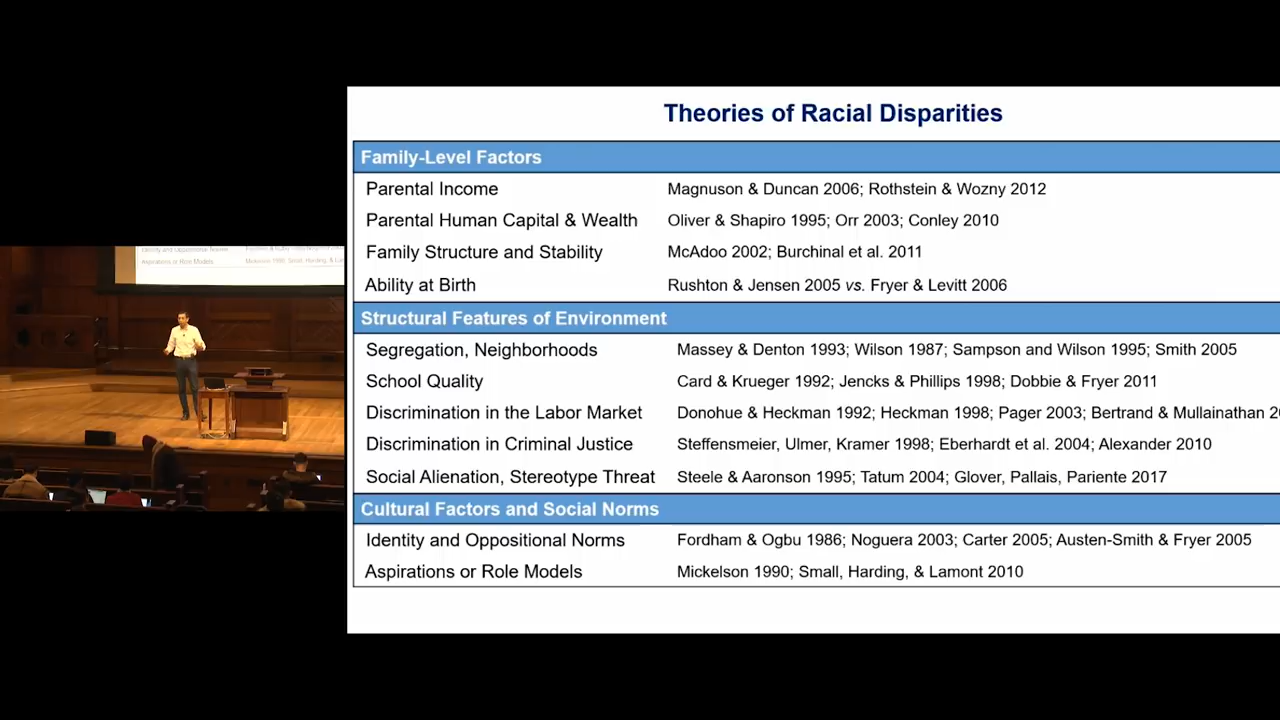 Theories of Racial Disparities
Family-Level Factors
Parental Income Magnuson & Duncan 2006; Rothstein & Wozny 2012
Parental Human Capital & Wealth Oliver & Shapiro 1995; Orr 2003; Conley 2010
Family Structure and Stability McAdoo 2002; Burchinal et al. 2011
Ability at Birth Rushton & Jensen 2005 vs. Fryer & Levitt 2006
Structural Features of Environment
Segregation, Neighborhoods Massey & Denton 1993; Wilson 1987; Sampson and Wilson 1995; Smith 2005
School Quality Card & Krueger 1992; Jencks & Phillips 1998; Dobbie & Fryer 2011
Discrimination in the Labor Market Donohue & Heckman 1992; Heckman 1998; Pager 2003; Bertrand & Mullainathan
Discrimination in Criminal Justice Steffensmeier, Ulmer, Kramer 1998; Eberhardt et al. 2004; Alexander 2010
Social Alienation, Stereotype Threat Steele & Aaronson 1995; Tatum 2004; Glover, Pallais, Pariente 2017
Cultural Factors and Social Norms
Identity and Oppositional Norms Fordham & Ogbu 1986; Noguera 2003; Carter 2005; Austen-Smith & Fryer 2005
Aspirations or Role Models Mickelson 1990; Small, Harding, & Lamont 2010
Aspirations or Role Models